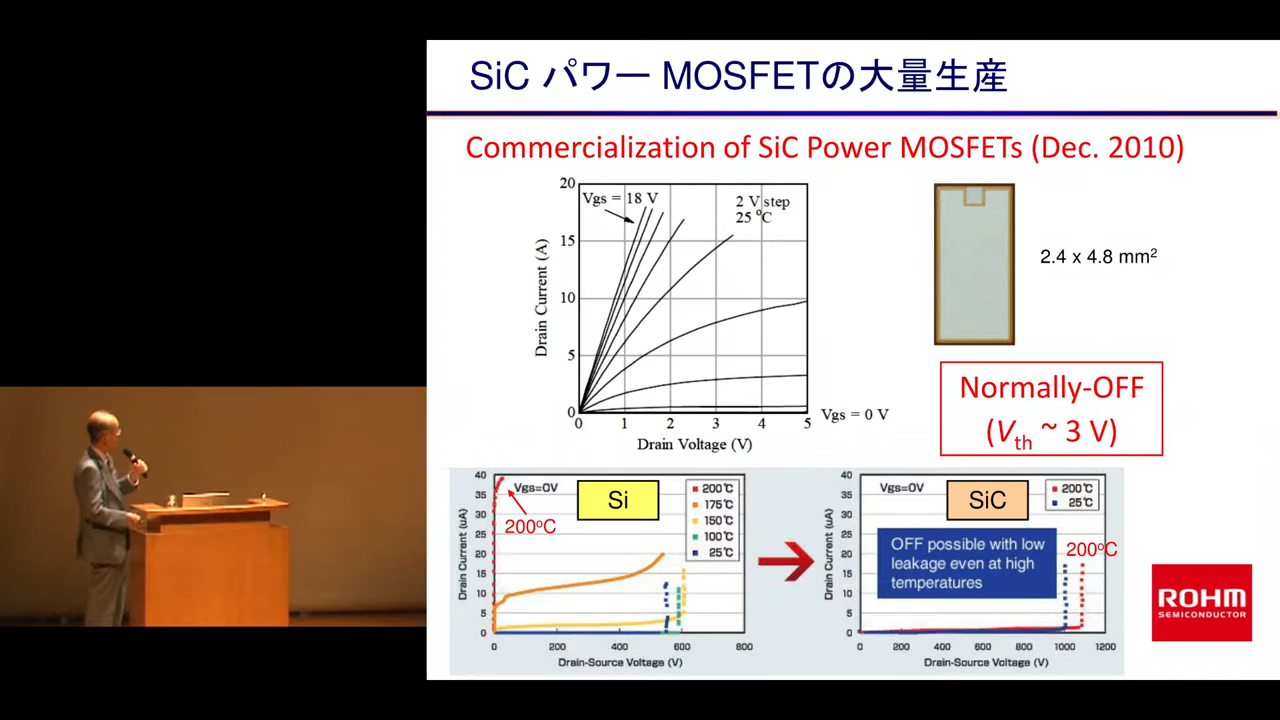 SiC パワー MOSFETの大量生産
Commercialization of SiC Power MOSFETs (Dec. 2010)
20
15
10
5
0
Drain Current (A)
Vgs = 18 V
2 V step
25 ºC
Vgs = 0 V
0 1 2 3 4 5
Drain Voltage (V)
2.4 x 4.8 mm²
Normally-OFF
(Vth ~ 3 V)
40
35
30
25
20
15
10
5
0
Drain Current (uA)
Vgs=0V
Si
200ºC
200℃
175℃
150℃
100℃
25℃
0 200 400 600 800
Drain-Source Voltage (V)
40
35
30
25
20
15
10
5
0
Drain Current (uA)
Vgs=0V
SiC
200℃
25℃
OFF possible with low
leakage even at high
temperatures
200ºC
0 200 400 600 800 1000 1200
Drain-Source Voltage (V)
ROHM
SEMICONDUCTOR